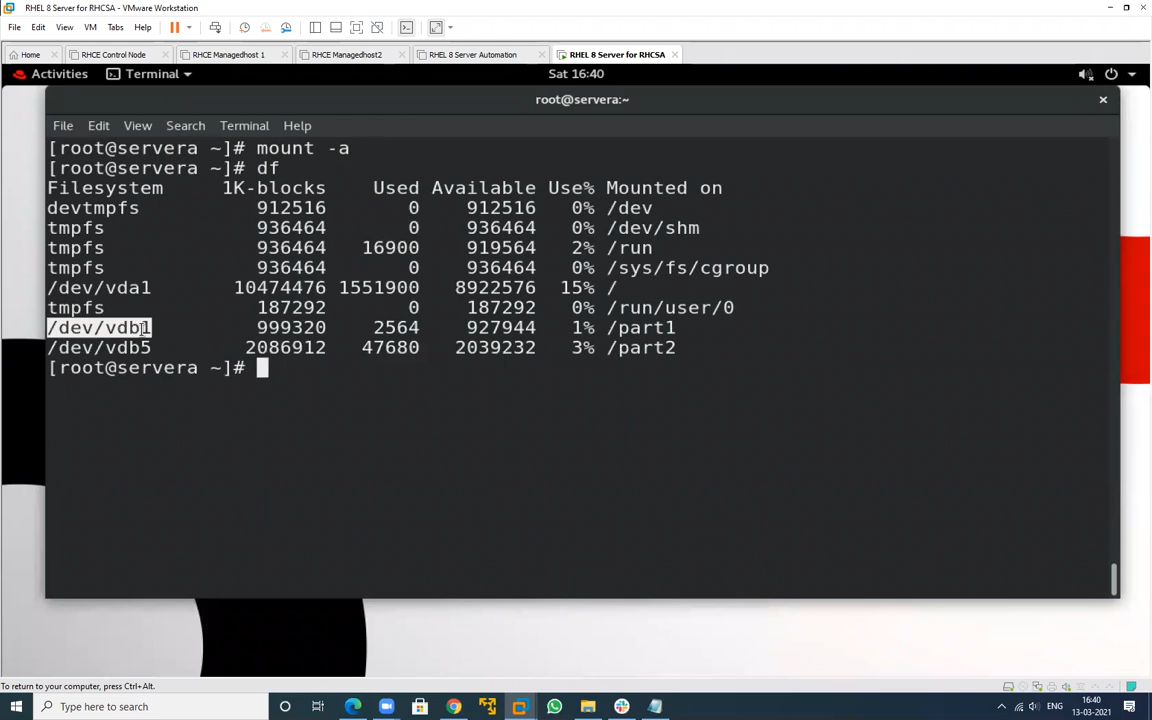 RHEL 8 Server for RHCSA - VMware Workstation
File Edit View VM Tabs Help
Home RHCE Control Node RHCE Managedhost 1 RHCE Managedhost2 RHEL 8 Server Automation RHEL 8 Server for RHCSA
Activities Terminal Sat 16:40
root@servera:~
File Edit View Search Terminal Help
[root@servera ~]# mount -a
[root@servera ~]# df
Filesystem 1K-blocks Used Available Use% Mounted on
devtmpfs 912516 0 912516 0% /dev
tmpfs 936464 0 936464 0% /dev/shm
tmpfs 936464 16900 919564 2% /run
tmpfs 936464 0 936464 0% /sys/fs/cgroup
/dev/vda1 10474476 1551900 8922576 15% /
tmpfs 187292 0 187292 0% /run/user/0
/dev/vdb1 999320 2564 927944 1% /part1
/dev/vdb5 2086912 47680 2039232 3% /part2
[root@servera ~]#
To return to your computer, press Ctrl+Alt.
Type here to search ENG 16:40
13-03-2021